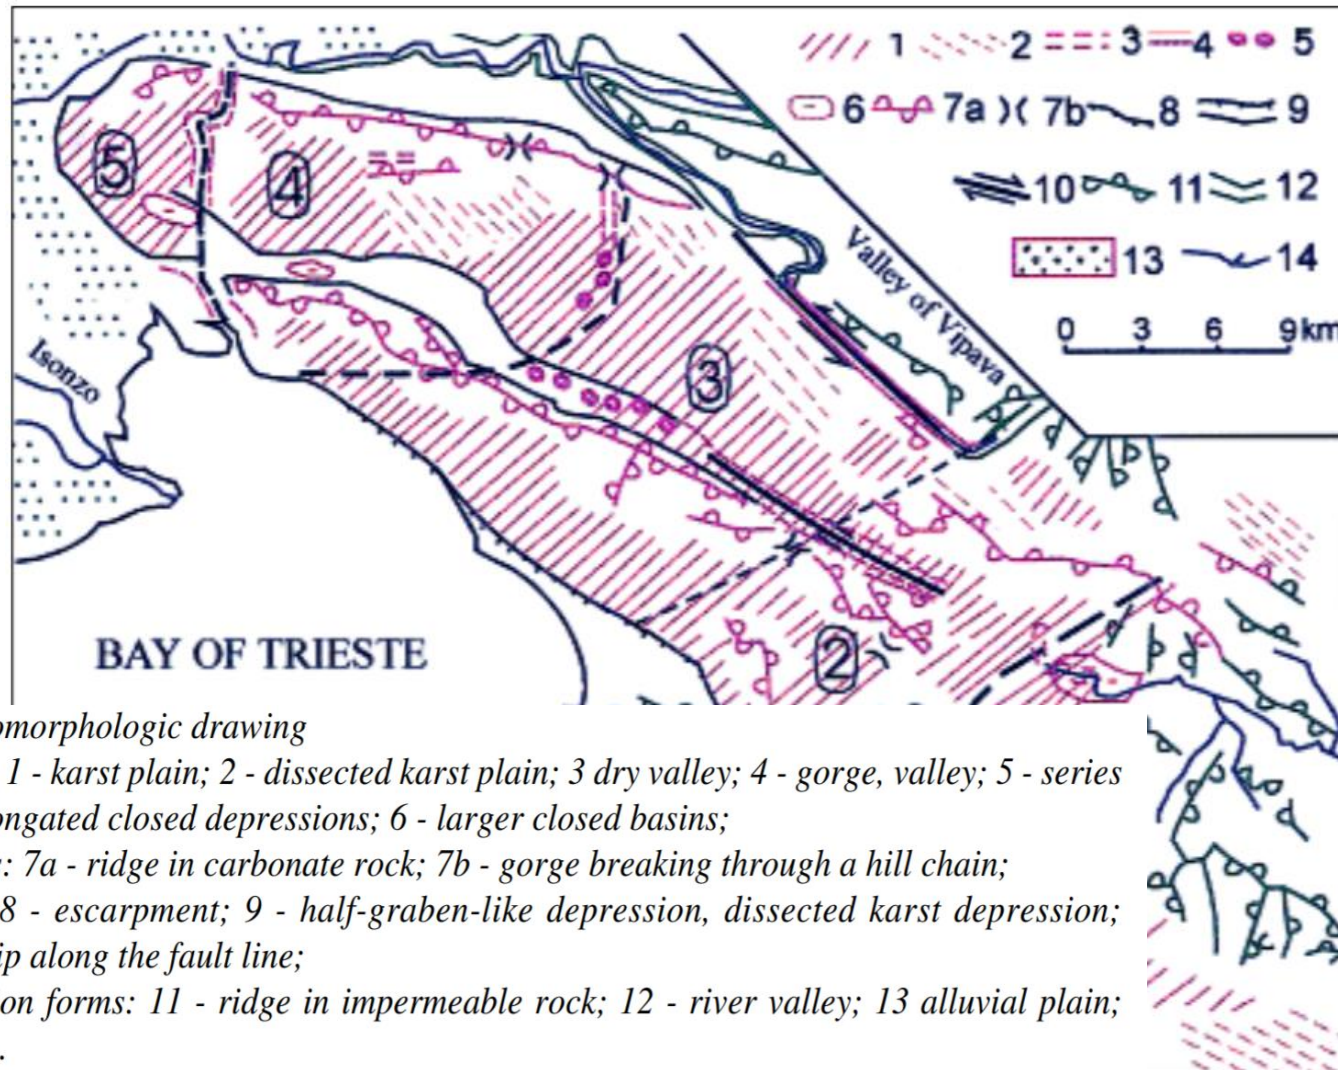 1 2 3 4 5
6 7a 7b 8 9
10 11 12
13 14
0 3 6 9 km
Valley of Vipava
5
4
3
Isonzo
BAY OF TRIESTE
2
omorphologic drawing
1 - karst plain; 2 - dissected karst plain; 3 dry valley; 4 - gorge, valley; 5 - series
ongated closed depressions; 6 - larger closed basins;
: 7a - ridge in carbonate rock; 7b - gorge breaking through a hill chain;
8 - escarpment; 9 - half-graben-like depression, dissected karst depression;
ip along the fault line;
on forms: 11 - ridge in impermeable rock; 12 - river valley; 13 alluvial plain;
.